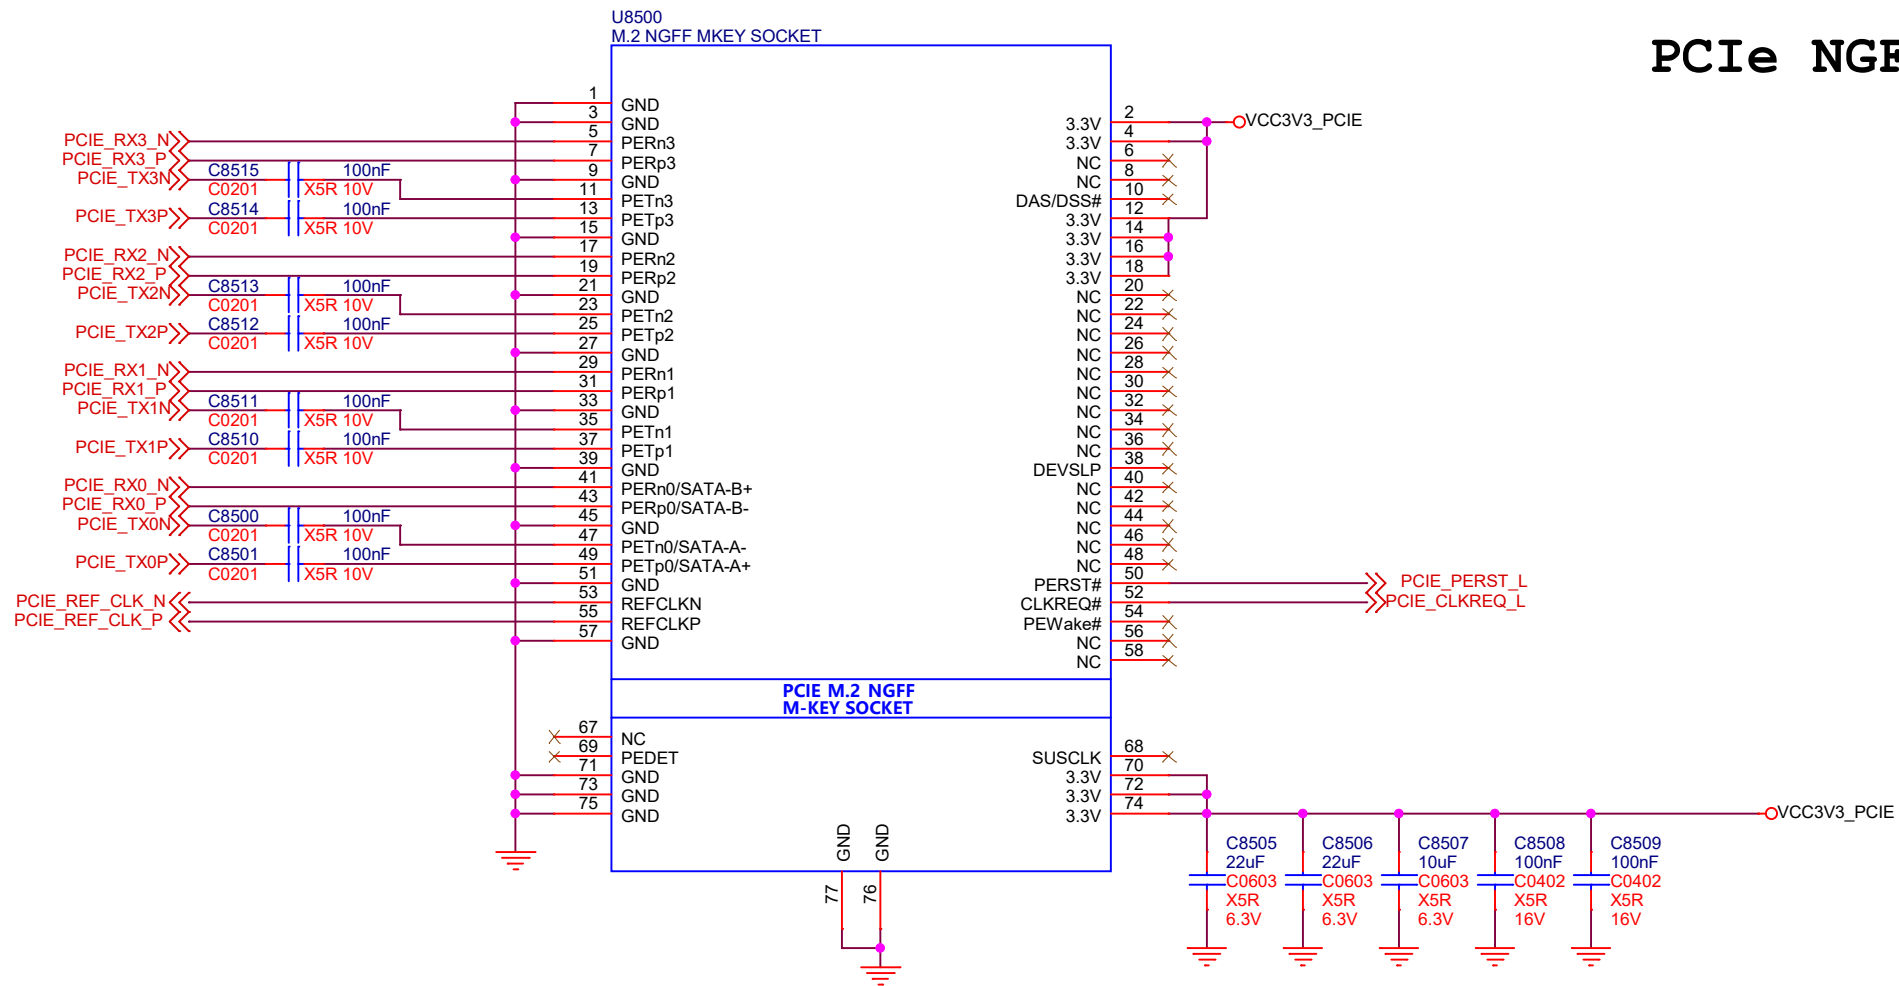 U8500
M.2 NGFF MKEY SOCKET
PCIe NGF
1 GND
3 GND
PCIE_RX3_N 5 PERn3
PCIE_RX3_P 7 PERp3
PCIE_TX3N C8515 100nF 9 GND
C0201 X5R 10V 11 PETn3
PCIE_TX3P C8514 100nF 13 PETp3
C0201 X5R 10V 15 GND
PCIE_RX2_N 17 PERn2
PCIE_RX2_P 19 PERp2
PCIE_TX2N C8513 100nF 21 GND
C0201 X5R 10V 23 PETn2
PCIE_TX2P C8512 100nF 25 PETp2
C0201 X5R 10V 27 GND
PCIE_RX1_N 29 PERn1
PCIE_RX1_P 31 PERp1
PCIE_TX1N C8511 100nF 33 GND
C0201 X5R 10V 35 PETn1
PCIE_TX1P C8510 100nF 37 PETp1
C0201 X5R 10V 39 GND
PCIE_RX0_N 41 PERn0/SATA-B+
PCIE_RX0_P 43 PERp0/SATA-B-
PCIE_TX0N C8500 100nF 45 GND
C0201 X5R 10V 47 PETn0/SATA-A-
PCIE_TX0P C8501 100nF 49 PETp0/SATA-A+
C0201 X5R 10V 51 GND
PCIE_REF_CLK_N 53 REFCLKN
PCIE_REF_CLK_P 55 REFCLKP
57 GND
3.3V 2 VCC3V3_PCIE
3.3V 4
NC 6
NC 8
DAS/DSS# 10
3.3V 12
3.3V 14
3.3V 16
3.3V 18
NC 20
NC 22
NC 24
NC 26
NC 28
NC 30
NC 32
NC 34
NC 36
DEVSLP 38
NC 40
NC 42
NC 44
NC 46
NC 48
PERST# 50 PCIE_PERST_L
CLKREQ# 52 PCIE_CLKREQ_L
PEWake# 54
NC 56
NC 58
PCIE M.2 NGFF
M-KEY SOCKET
67 NC
69 PEDET
71 GND
73 GND
75 GND
SUSCLK 68
3.3V 70
3.3V 72
3.3V 74 VCC3V3_PCIE
GND GND
77 76
C8505 C8506 C8507 C8508 C8509
22uF 22uF 10uF 100nF 100nF
C0603 C0603 C0603 C0402 C0402
X5R X5R X5R X5R X5R
6.3V 6.3V 6.3V 16V 16V